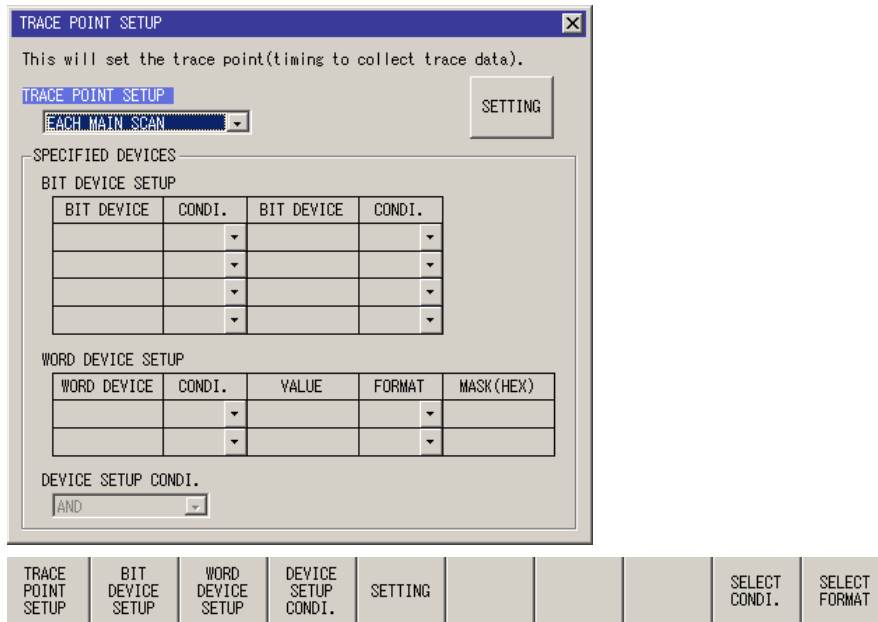 TRACE POINT SETUP
This will set the trace point(timing to collect trace data).
TRACE POINT SETUP
SETTING
EACH MAIN SCAN
SPECIFIED DEVICES
BIT DEVICE SETUP
BIT DEVICE CONDI. BIT DEVICE CONDI.
WORD DEVICE SETUP
WORD DEVICE CONDI. VALUE FORMAT MASK(HEX)
DEVICE SETUP CONDI.
AND
TRACE
POINT
SETUP
BIT
DEVICE
SETUP
WORD
DEVICE
SETUP
DEVICE
SETUP
CONDI.
SETTING
SELECT
CONDI.
SELECT
FORMAT